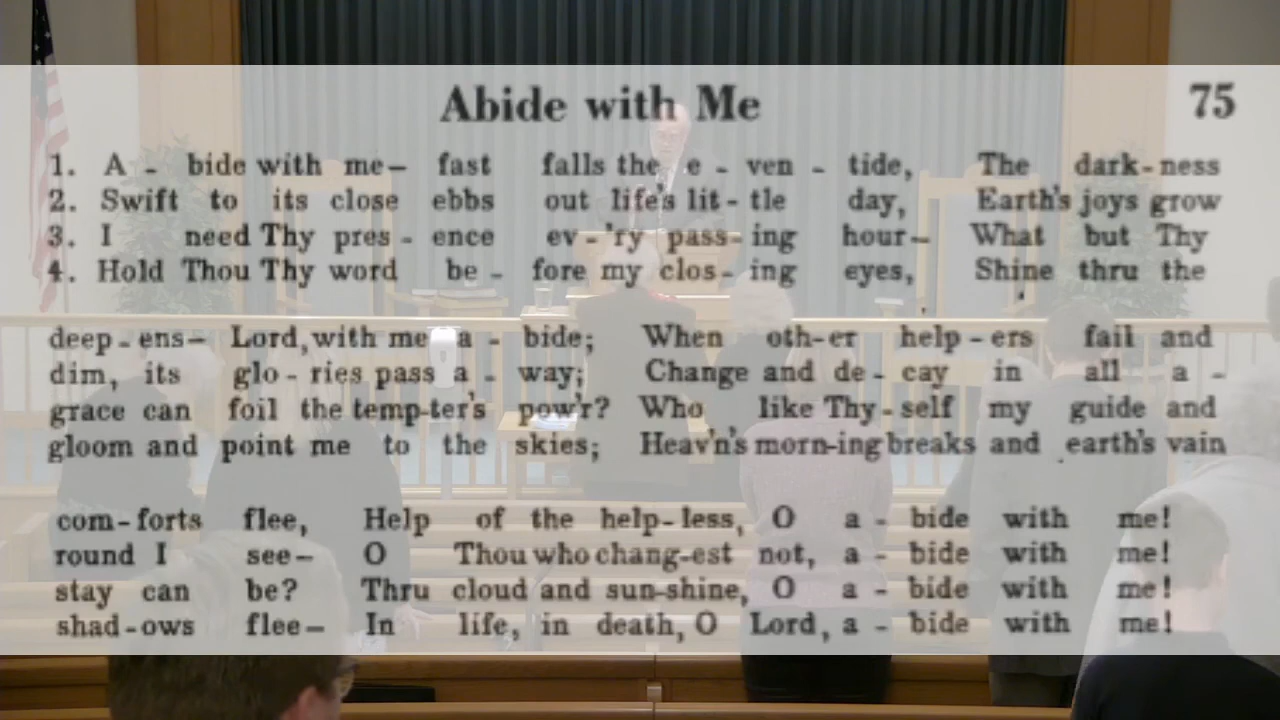 Abide with Me 75
1. A - bide with me— fast falls the e - ven - tide, The dark - ness
2. Swift to its close ebbs out life's lit - tle day, Earth's joys grow
3. I need Thy pres - ence ev - 'ry pass - ing hour— What but Thy
4. Hold Thou Thy word be - fore my clos - ing eyes, Shine thru the
deep - ens— Lord, with me a - bide; When oth - er help - ers fail and
dim, its glo - ries pass a - way; Change and de - cay in all a -
grace can foil the temp - ter's pow'r? Who like Thy - self my guide and
gloom and point me to the skies; Heav'n's morn - ing breaks and earth's vain
com - forts flee, Help of the help - less, O a - bide with me!
round I see— O Thou who chang - est not, a - bide with me!
stay can be? Thru cloud and sun - shine, O a - bide with me!
shad - ows flee— In life, in death, O Lord, a - bide with me!